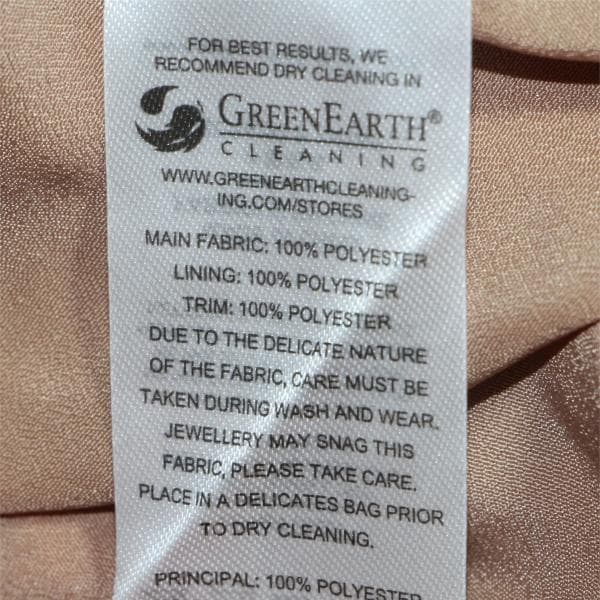 FOR BEST RESULTS, WE
RECOMMEND DRY CLEANING IN
GREENEARTH®
CLEANING
WWW.GREENEARTHCLEANING-
ING.COM/STORES
MAIN FABRIC: 100% POLYESTER
LINING: 100% POLYESTER
TRIM: 100% POLYESTER
DUE TO THE DELICATE NATURE
OF THE FABRIC, CARE MUST BE
TAKEN DURING WASH AND WEAR.
JEWELLERY MAY SNAG THIS
FABRIC, PLEASE TAKE CARE.
PLACE IN A DELICATES BAG PRIOR
TO DRY CLEANING.
PRINCIPAL: 100% POLYESTER